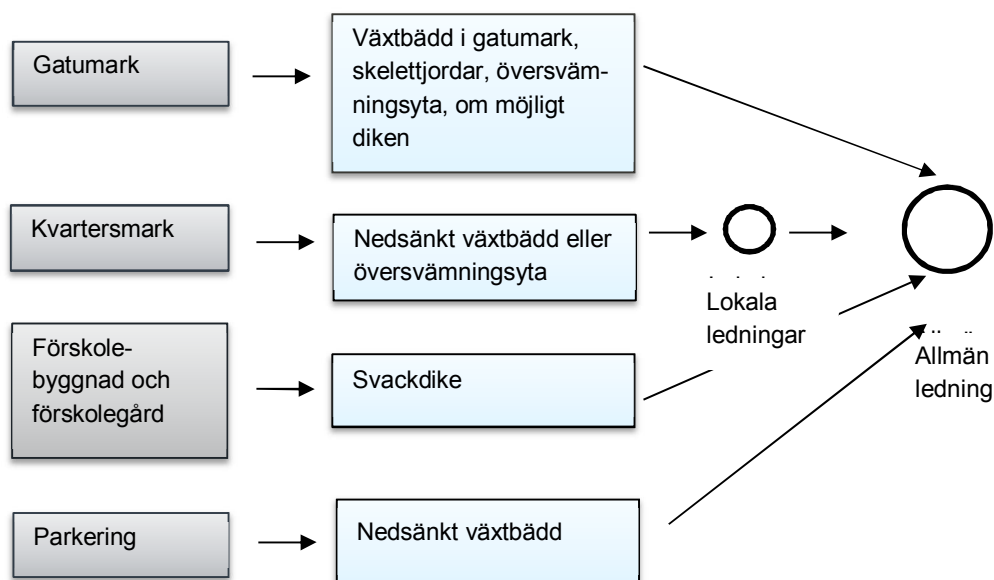 Gatumark
Växtbädd i gatumark,
skelettjordar, översväm-
ningsyta, om möjligt
diken
Kvartersmark
Nedsänkt växtbädd eller
översvämningsyta
Lokala
ledningar
Allmän
ledning
Förskole-
byggnad och
förskolegård
Svackdike
Parkering
Nedsänkt växtbädd